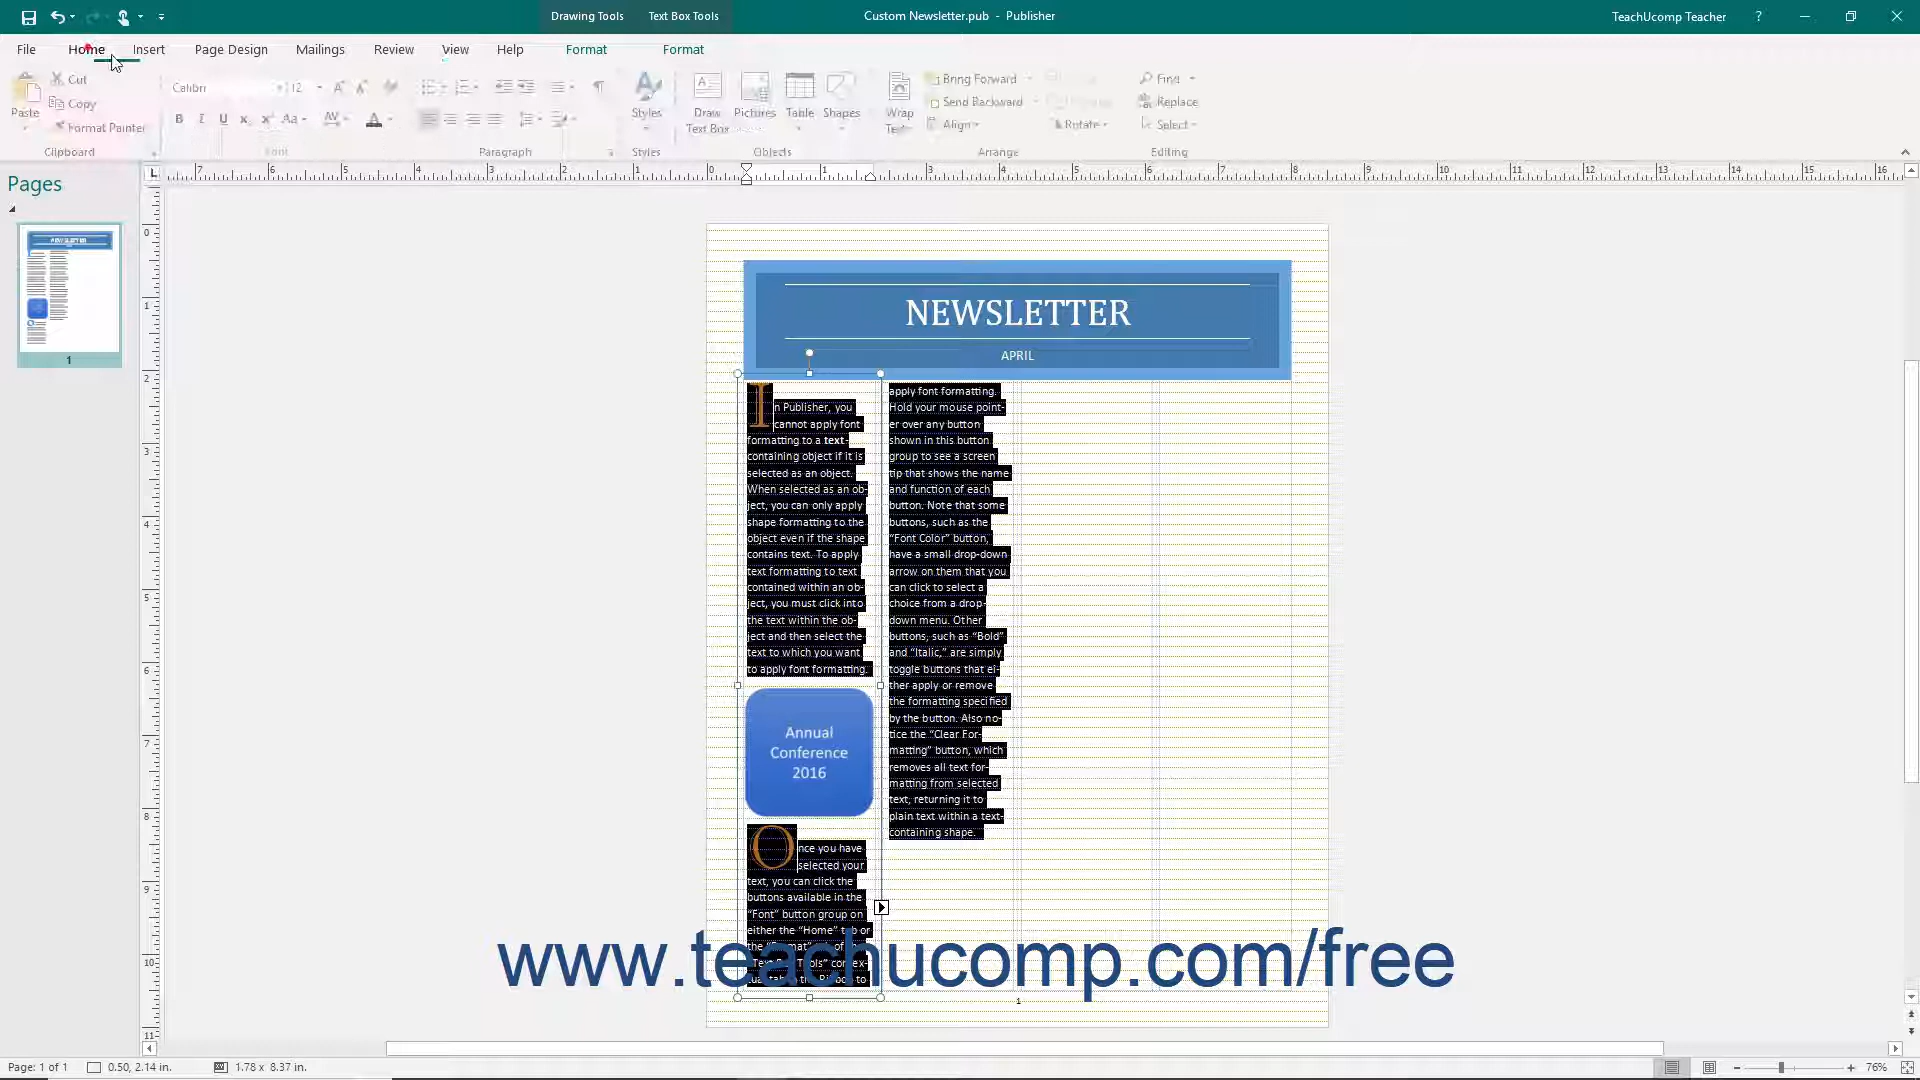 Drawing Tools
Text Box Tools
Custom Newsletter.pub - Publisher
TeachUcomp Teacher
?
File
Home
Insert
Page Design
Mailings
Review
View
Help
Format
Format
Paste
Cut
Copy
Format Painter
Clipboard
Calibri
12
Font
Paragraph
Styles
Styles
Draw
Text Box
Pictures
Table
Shapes
Objects
Wrap
Text
Bring Forward
Send Backward
Align
Rotate
Arrange
Find
Replace
Select
Editing
Pages
1
NEWSLETTER
APRIL
In Publisher, you
cannot apply font
formatting to a text-
containing object if it is
selected as an object.
When selected as an ob-
ject, you can only apply
shape formatting to the
object even if the shape
contains text. To apply
text formatting to text
contained within an ob-
ject, you must click into
the text within the ob-
ject and then select the
text to which you want
to apply font formatting.
Annual
Conference
2016
Once you have
selected your
text, you can click the
buttons available in the
“Font” button group on
either the “Home” tab or
apply font formatting.
Hold your mouse point-
er over any button
shown in this button
group to see a screen
tip that shows the name
and function of each
button. Note that some
buttons, such as the
“Font Color” button,
have a small drop-down
arrow on them that you
can click to select a
choice from a drop-
down menu. Other
buttons, such as “Bold”
and “Italic,” are simply
toggle buttons that ei-
ther apply or remove
the formatting specified
by the button. Also no-
tice the “Clear For-
matting” button, which
removes all text for-
matting from selected
text, returning it to
plain text within a text-
containing shape.
www.teachucomp.com/free
1
Page: 1 of 1
0.50, 2.14 in.
1.78 x 8.37 in.
76%